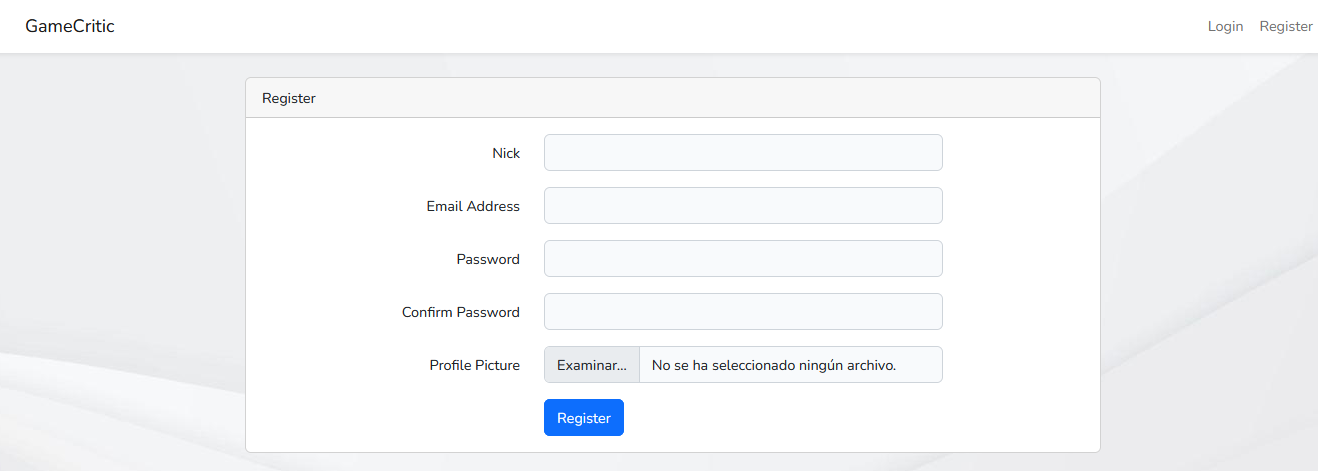 GameCritic
Login Register
Register
Nick
Email Address
Password
Confirm Password
Profile Picture Examinar... No se ha seleccionado ningún archivo.
Register